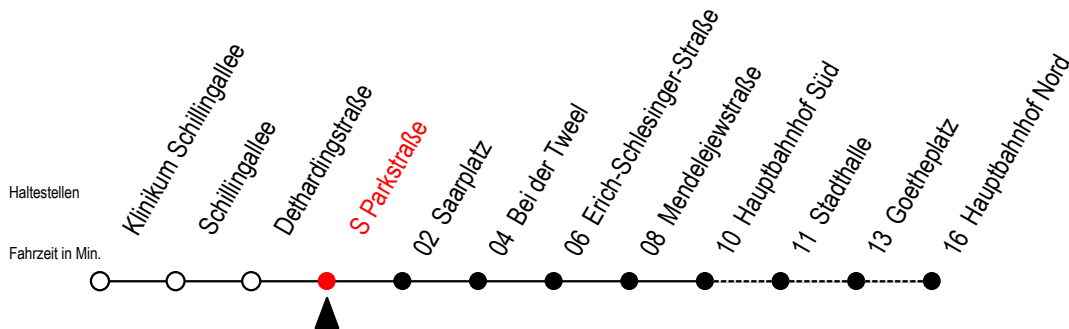 Haltestellen
Fahrzeit in Min.
Klinikum Schillingallee
Schillingallee
Dethardingstraße
S Parkstraße
02 Saarplatz
04 Bei der Tweel
06 Erich-Schlesinger-Straße
08 Mendelejewstraße
10 Hauptbahnhof Süd
11 Stadthalle
13 Goetheplatz
16 Hauptbahnhof Nord